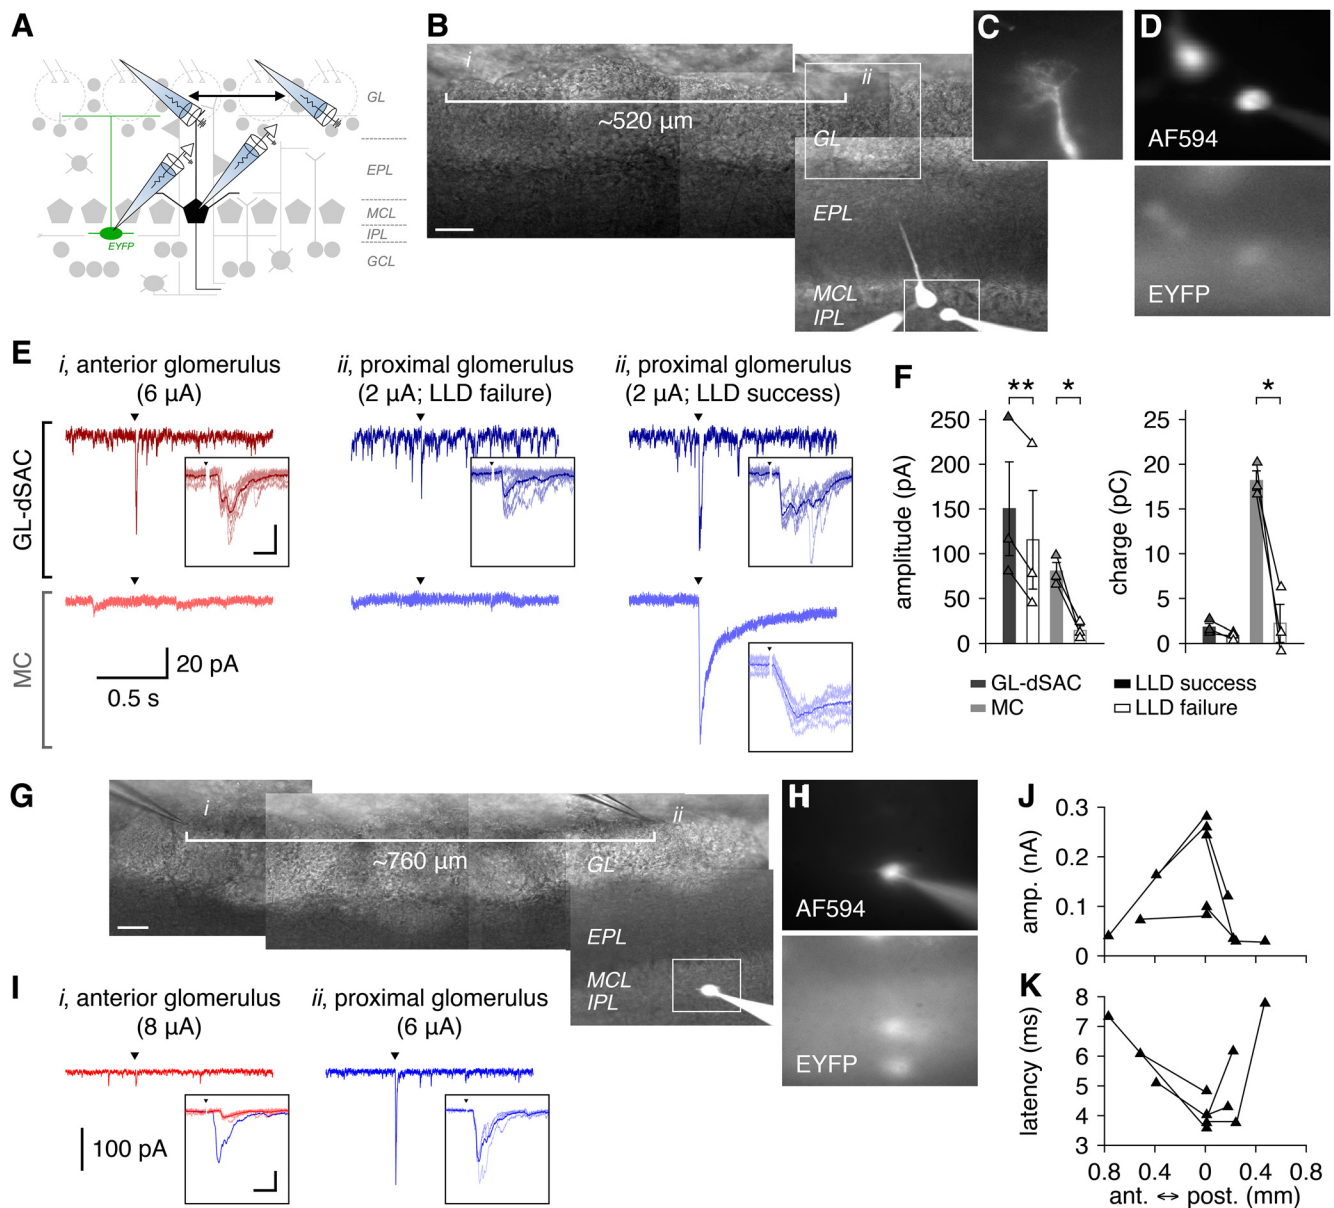 A
GL
EPL
MCL
IPL
GCL
EYFP
B
i
ii
~520 µm
GL
EPL
MCL
IPL
C
D
AF594
EYFP
E
i, anterior glomerulus
(6 µA)
ii, proximal glomerulus
(2 µA; LLD failure)
ii, proximal glomerulus
(2 µA; LLD success)
GL-dSAC
MC
20 pA
0.5 s
F
** *
amplitude (pA)
250
200
150
100
50
0
*
charge (pC)
25
20
15
10
5
0
GL-dSAC
MC
LLD success
LLD failure
G
i
ii
~760 µm
GL
EPL
MCL
IPL
H
AF594
EYFP
I
i, anterior glomerulus
(8 µA)
ii, proximal glomerulus
(6 µA)
100 pA
J
amp. (nA)
0.3
0.2
0.1
0
K
latency (ms)
8
7
6
5
4
3
0.8 0.4 0 0.4 0.8
ant. ↔ post. (mm)